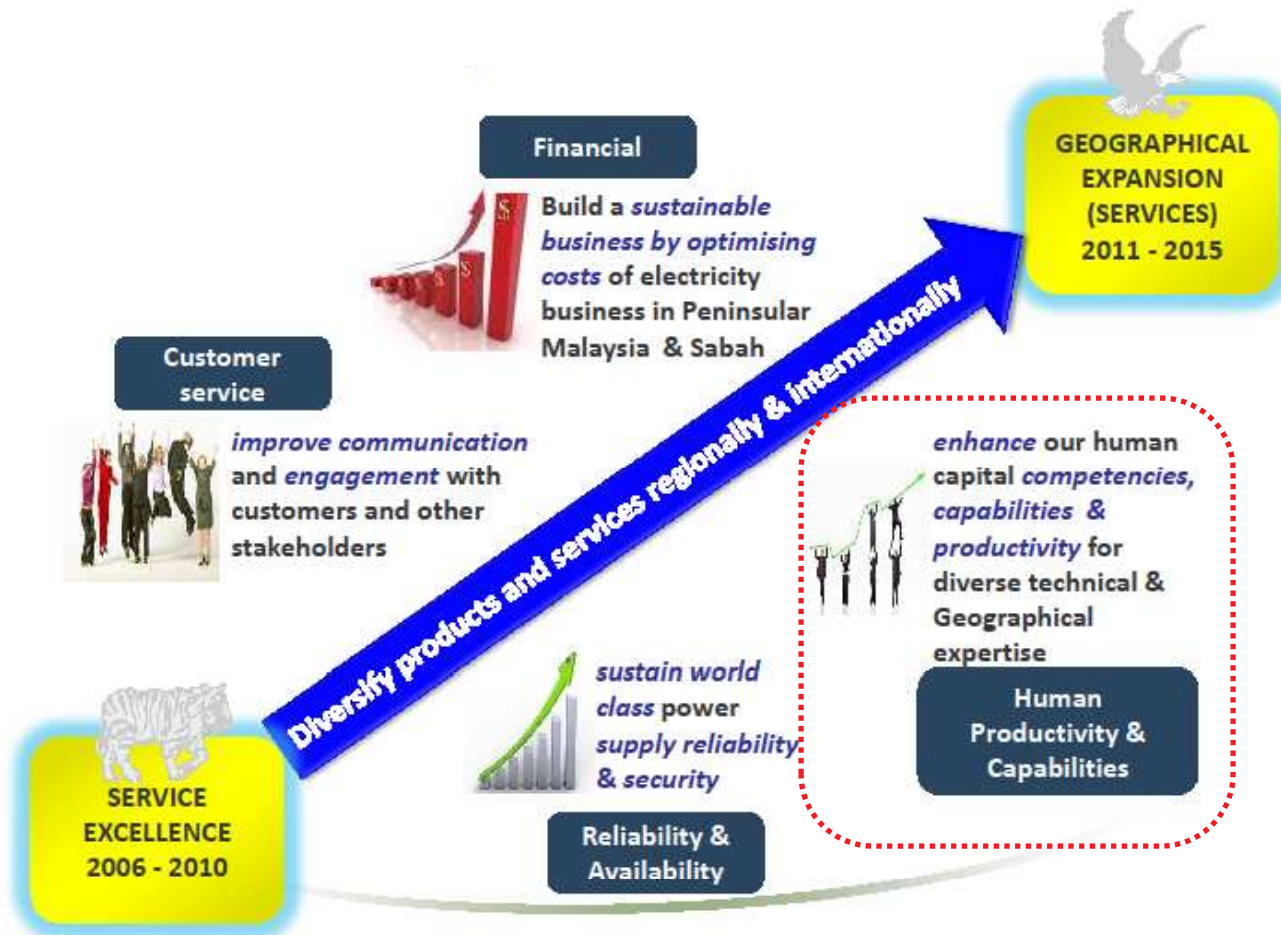 GEOGRAPHICAL
EXPANSION
(SERVICES)
2011 - 2015
Financial
Build a sustainable
business by optimising
costs of electricity
business in Peninsular
Malaysia & Sabah
Customer
service
improve communication
and engagement with
customers and other
stakeholders
Diversify products and services regionally & internationally
enhance our human
capital competencies,
capabilities &
productivity for
diverse technical &
Geographical
expertise
Human
Productivity &
Capabilities
sustain world
class power
supply reliability
& security
Reliability &
Availability
SERVICE
EXCELLENCE
2006 - 2010